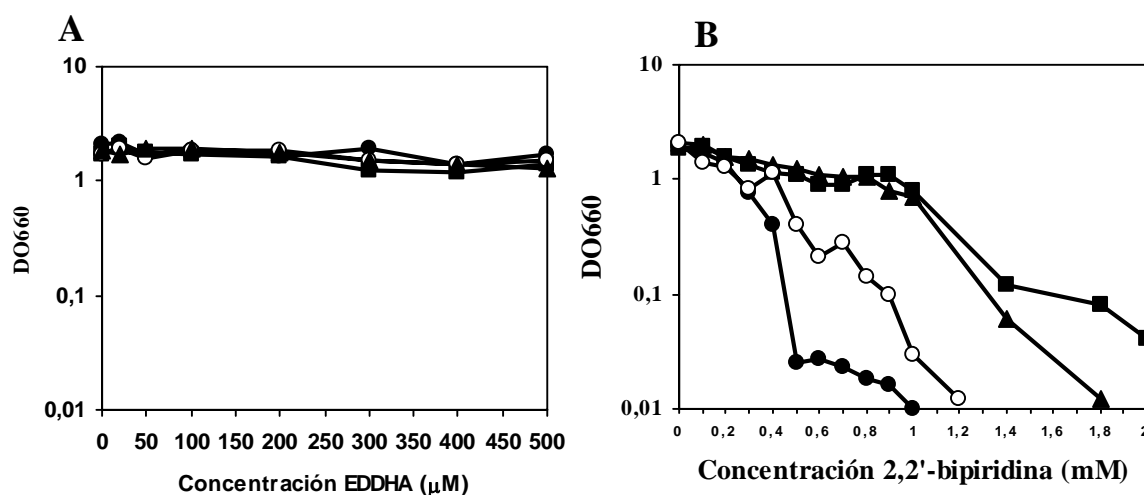 A
10
1
0,1
0,01
DO660
0 50 100 150 200 250 300 350 400 450 500
Concentración EDDHA (μM)
B
10
1
0,1
0,01
DO660
0 0,2 0,4 0,6 0,8 1 1,2 1,4 1,6 1,8 2
Concentración 2,2'-bipiridina (mM)